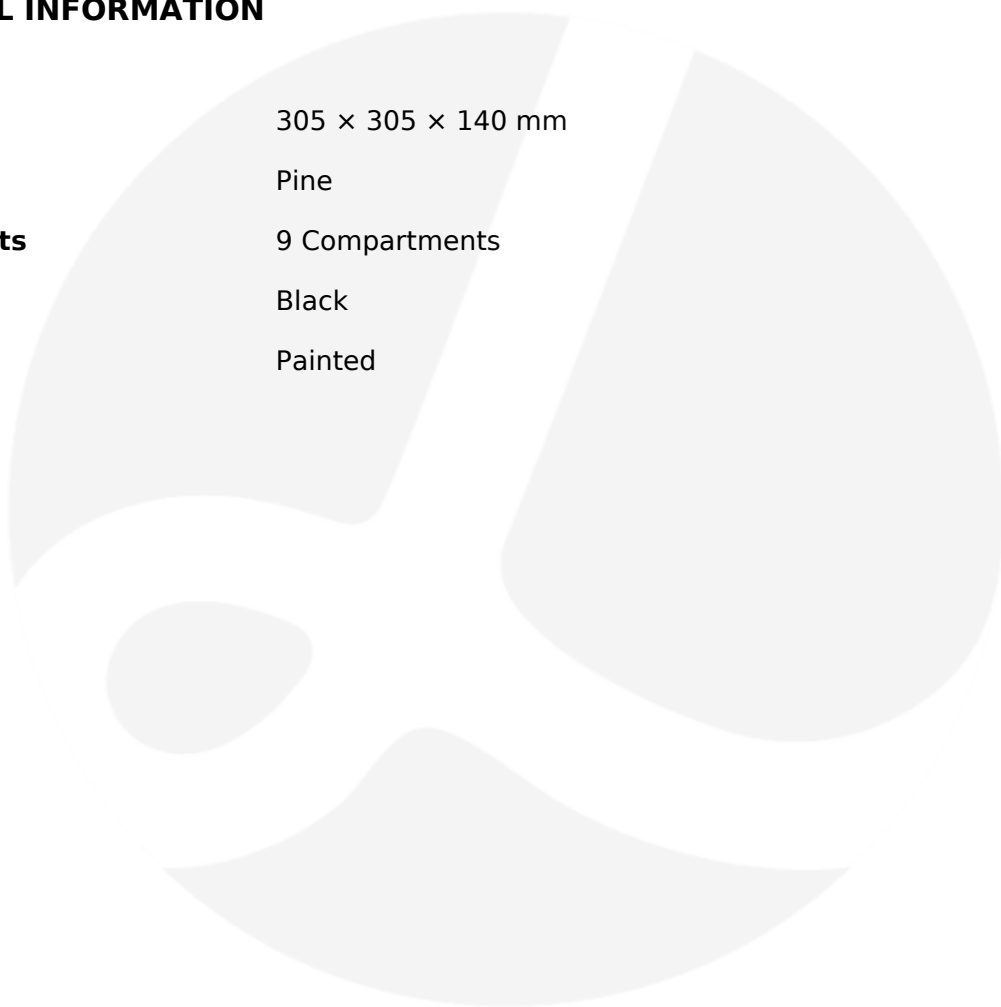 L INFORMATION
305 × 305 × 140 mm
Pine
ts 9 Compartments
Black
Painted